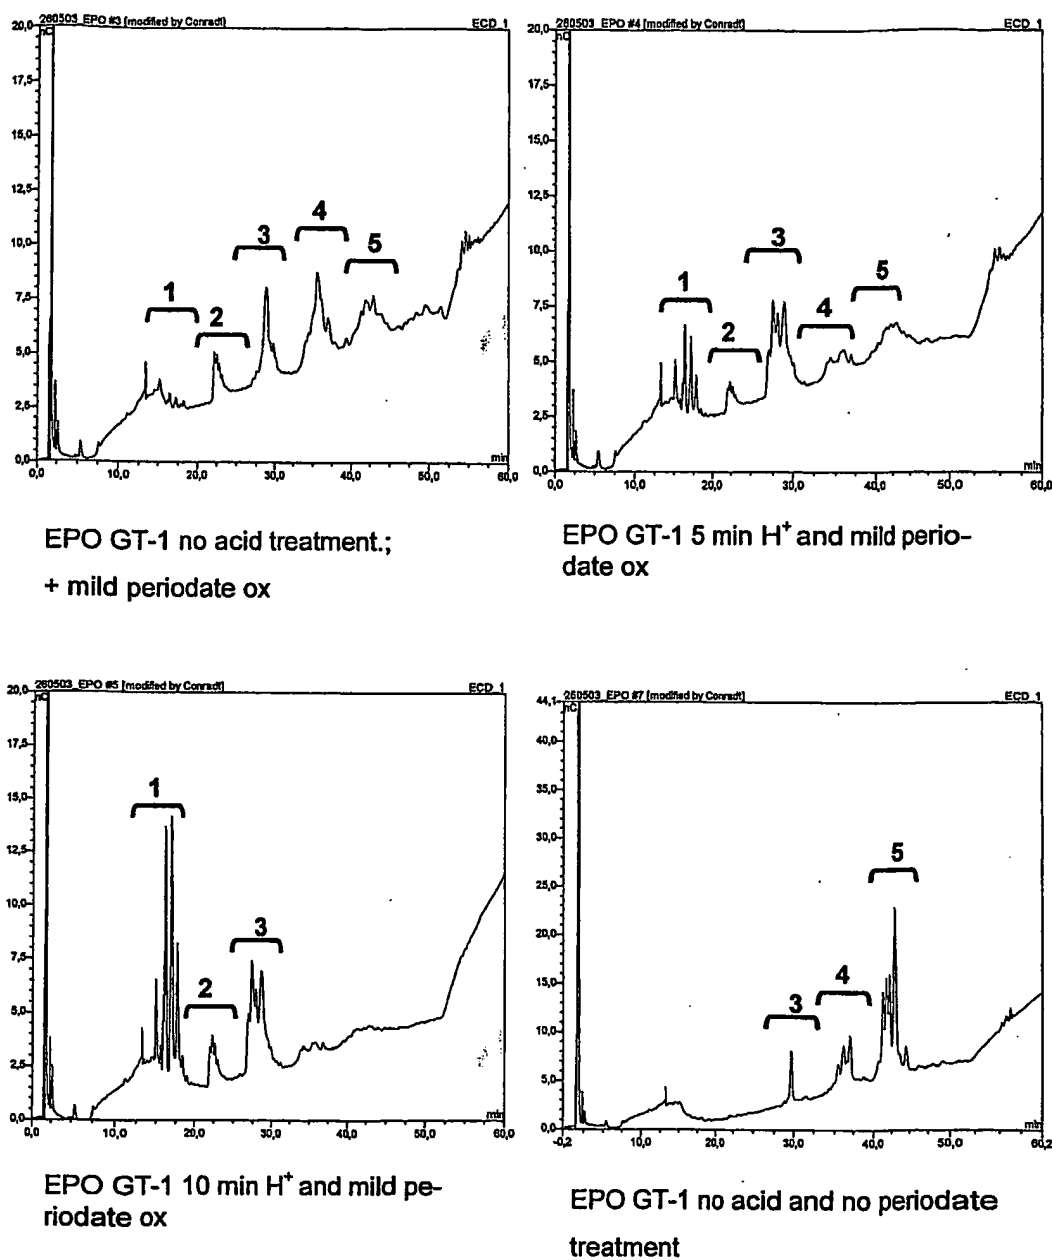 260503_EPO #3 [modified by Conradt] ECD_1
nC
20,0
17,5
15,0
12,5
10,0
7,5
5,0
2,5
0,0
1
2
3
4
5
min
0,0 10,0 20,0 30,0 40,0 50,0 60,0
EPO GT-1 no acid treatment.;
+ mild periodate ox
260503_EPO #4 [modified by Conradt] ECD_1
nC
20,0
17,5
15,0
12,5
10,0
7,5
5,0
2,5
0,0
1
2
3
4
5
min
0,0 10,0 20,0 30,0 40,0 50,0 60,0
EPO GT-1 5 min H⁺ and mild perio-
date ox
260503_EPO #5 [modified by Conradt] ECD_1
nC
20,0
17,5
15,0
12,5
10,0
7,5
5,0
2,5
0,0
1
2
3
min
0,0 10,0 20,0 30,0 40,0 50,0 60,0
EPO GT-1 10 min H⁺ and mild pe-
riodate ox
260503_EPO #7 [modified by Conradt] ECD_1
nC
44,1
40,0
35,0
30,0
25,0
20,0
15,0
10,0
5,0
0,0
3
4
5
min
-0,2 10,0 20,0 30,0 40,0 50,0 60,2
EPO GT-1 no acid and no periodate
treatment